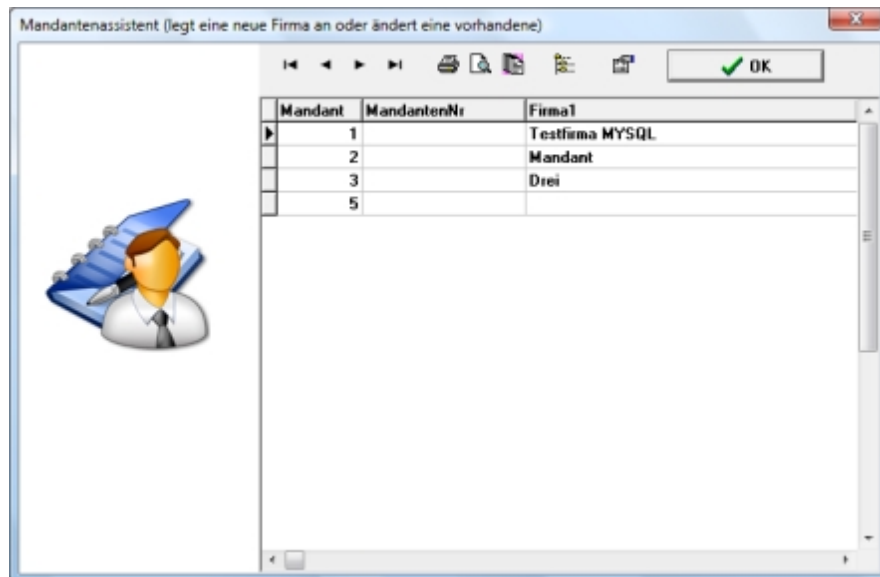 Mandantenassistent (legt eine neue Firma an oder ändert eine vorhandene)
OK
Mandant MandantenNr Firma1
1 Testfirma MYSQL
2 Mandant
3 Drei
5